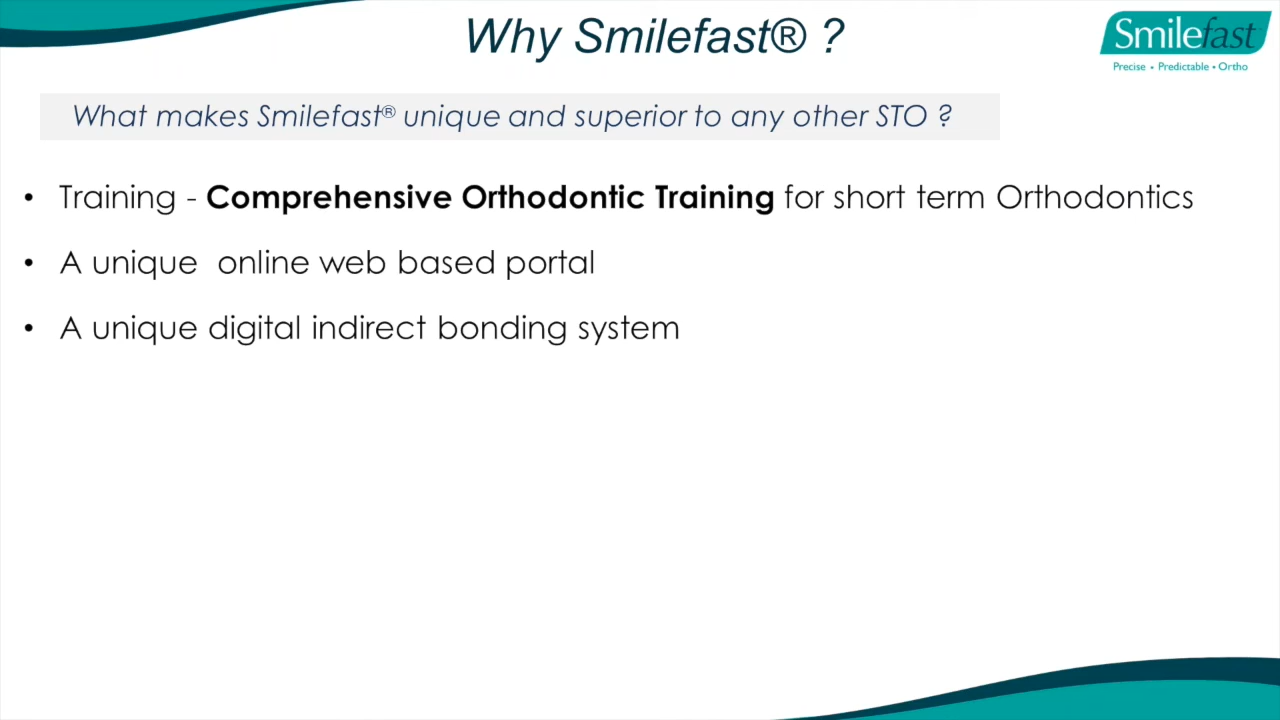 Why Smilefast® ?
Smilefast
Precise • Predictable • Ortho
What makes Smilefast® unique and superior to any other STO ?
• Training - Comprehensive Orthodontic Training for short term Orthodontics
• A unique  online web based portal
• A unique digital indirect bonding system